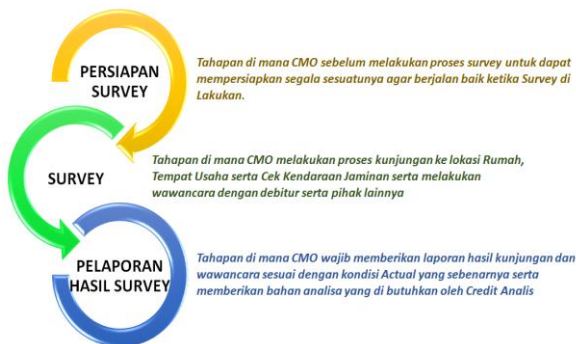 PERSIAPAN
SURVEY
Tahapan di mana CMO sebelum melakukan proses survey untuk dapat
mempersiapkan segala sesuatunya agar berjalan baik ketika Survey di
Lakukan.
SURVEY
Tahapan di mana CMO melakukan proses kunjungan ke lokasi Rumah,
Tempat Usaha serta Cek Kendaraan Jaminan serta melakukan
wawancara dengan debitur serta pihak lainnya
PELAPORAN
HASIL SURVEY
Tahapan di mana CMO wajib memberikan laporan hasil kunjungan dan
wawancara sesuai dengan kondisi Actual yang sebenarnya serta
memberikan bahan analisa yang di butuhkan oleh Credit Analis